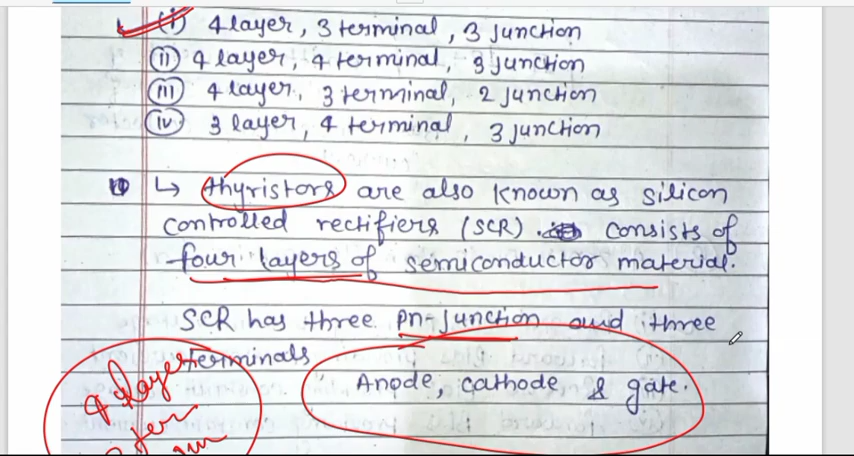 (i) 4 layer, 3 terminal, 3 junction
(ii) 4 layer, 4 terminal, 3 junction
(iii) 4 layer, 3 terminal, 2 junction
(iv) 3 layer, 4 terminal, 3 junction
↳ thyristors are also known as silicon
controlled rectifiers (SCR). consists of
four layers of semiconductor material.
SCR has three pn-junction and three
terminals,
Anode, cathode & gate.
4 layer
ter